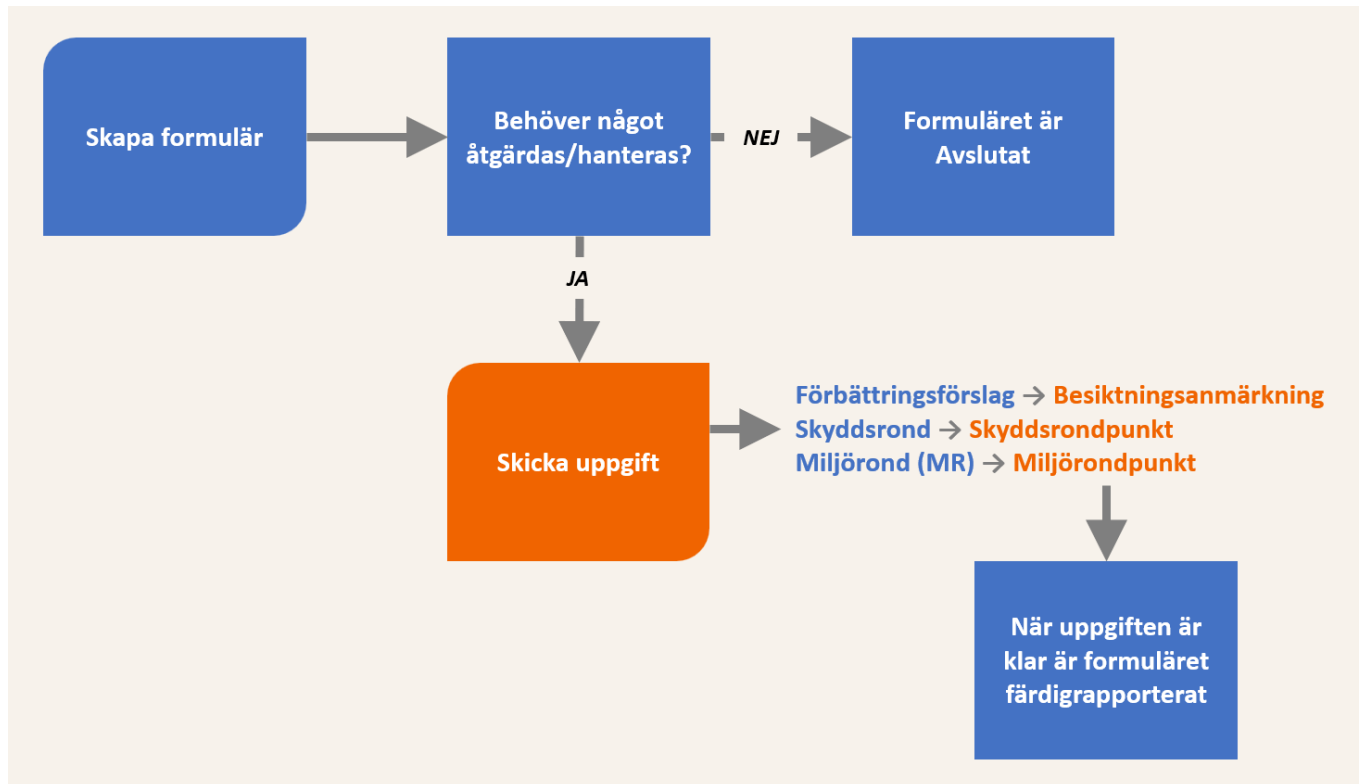 Skapa formulär
Behöver något
åtgärdas/hanteras?
NEJ
Formuläret är
Avslutat
JA
Skicka uppgift
Förbättringsförslag → Besiktningsanmärkning
Skyddsrond → Skyddsrondpunkt
Miljörond (MR) → Miljörondpunkt
När uppgiften är
klar är formuläret
färdigrapporterat